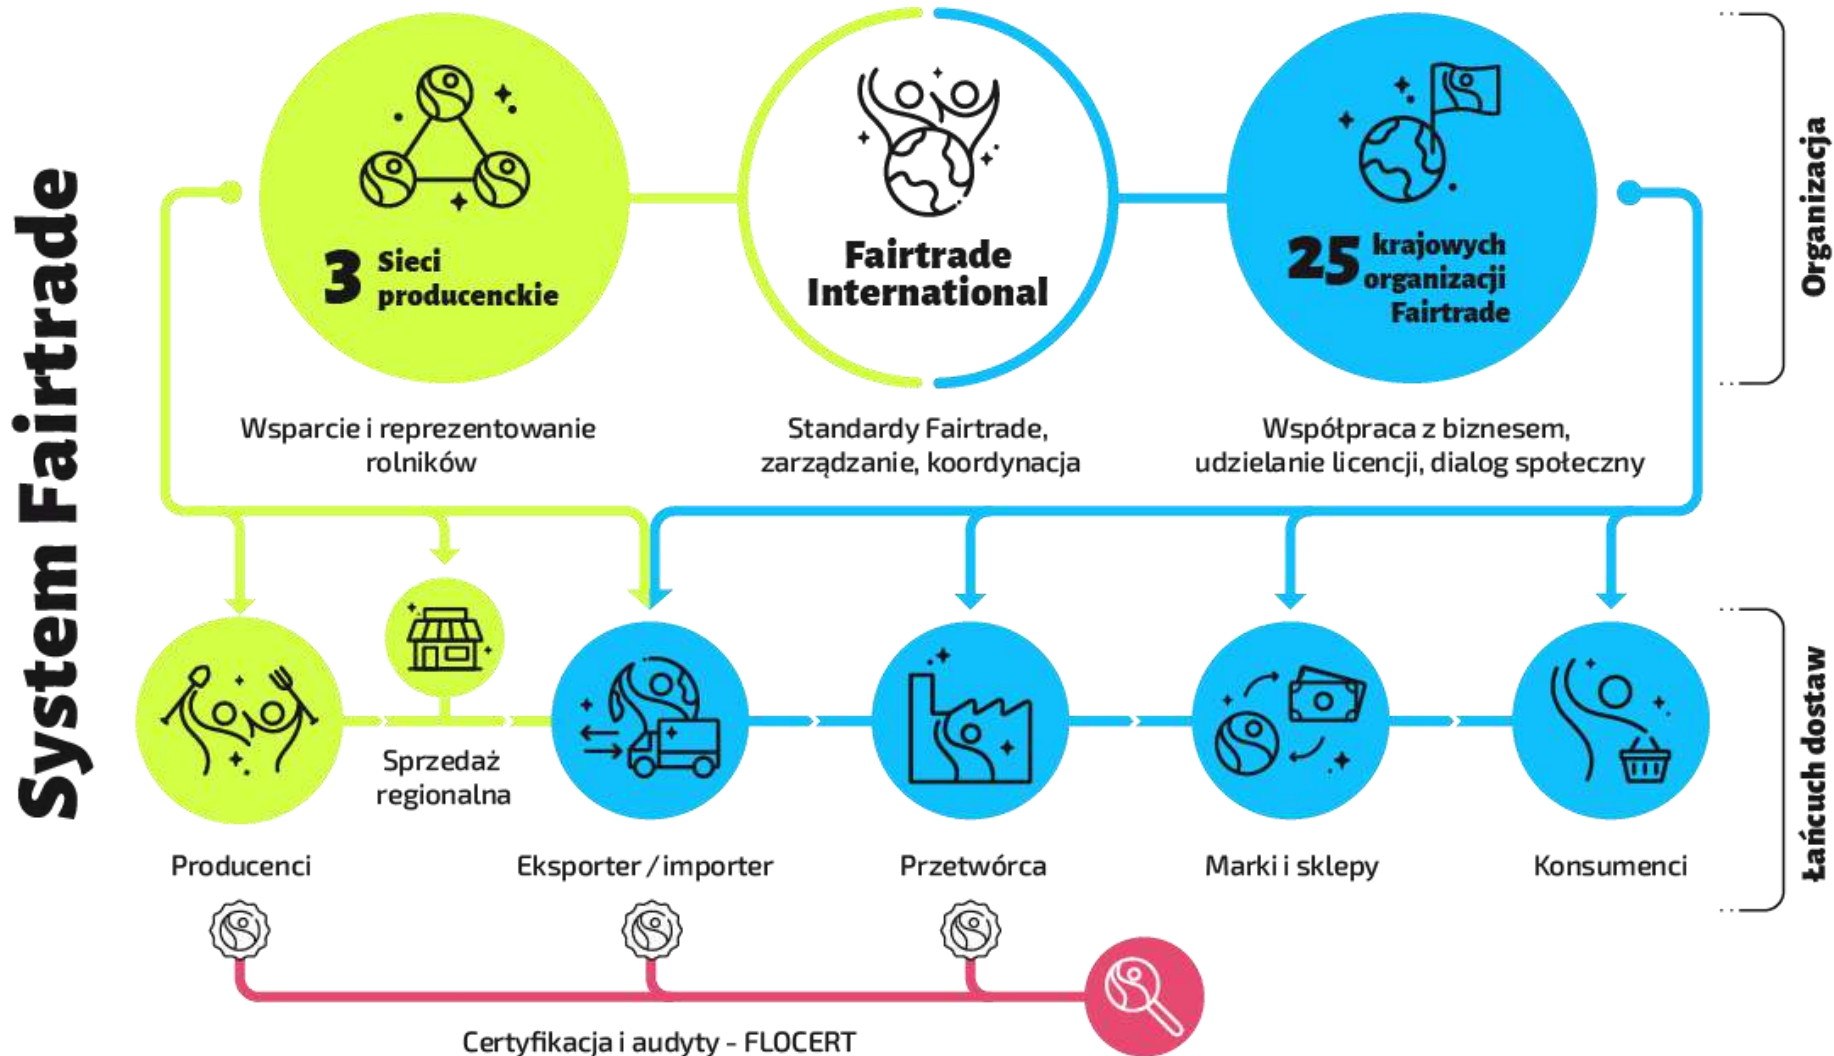 System Fairtrade
3 Sieci
producenckie
Fairtrade
International
25 krajowych
organizacji
Fairtrade
Organizacja
Wsparcie i reprezentowanie
rolników
Standardy Fairtrade,
zarządzanie, koordynacja
Współpraca z biznesem,
udzielanie licencji, dialog społeczny
Sprzedaż
regionalna
Producenci
Eksporter / importer
Przetwórca
Marki i sklepy
Konsumenci
Łańcuch dostaw
Certyfikacja i audyty - FLOCERT